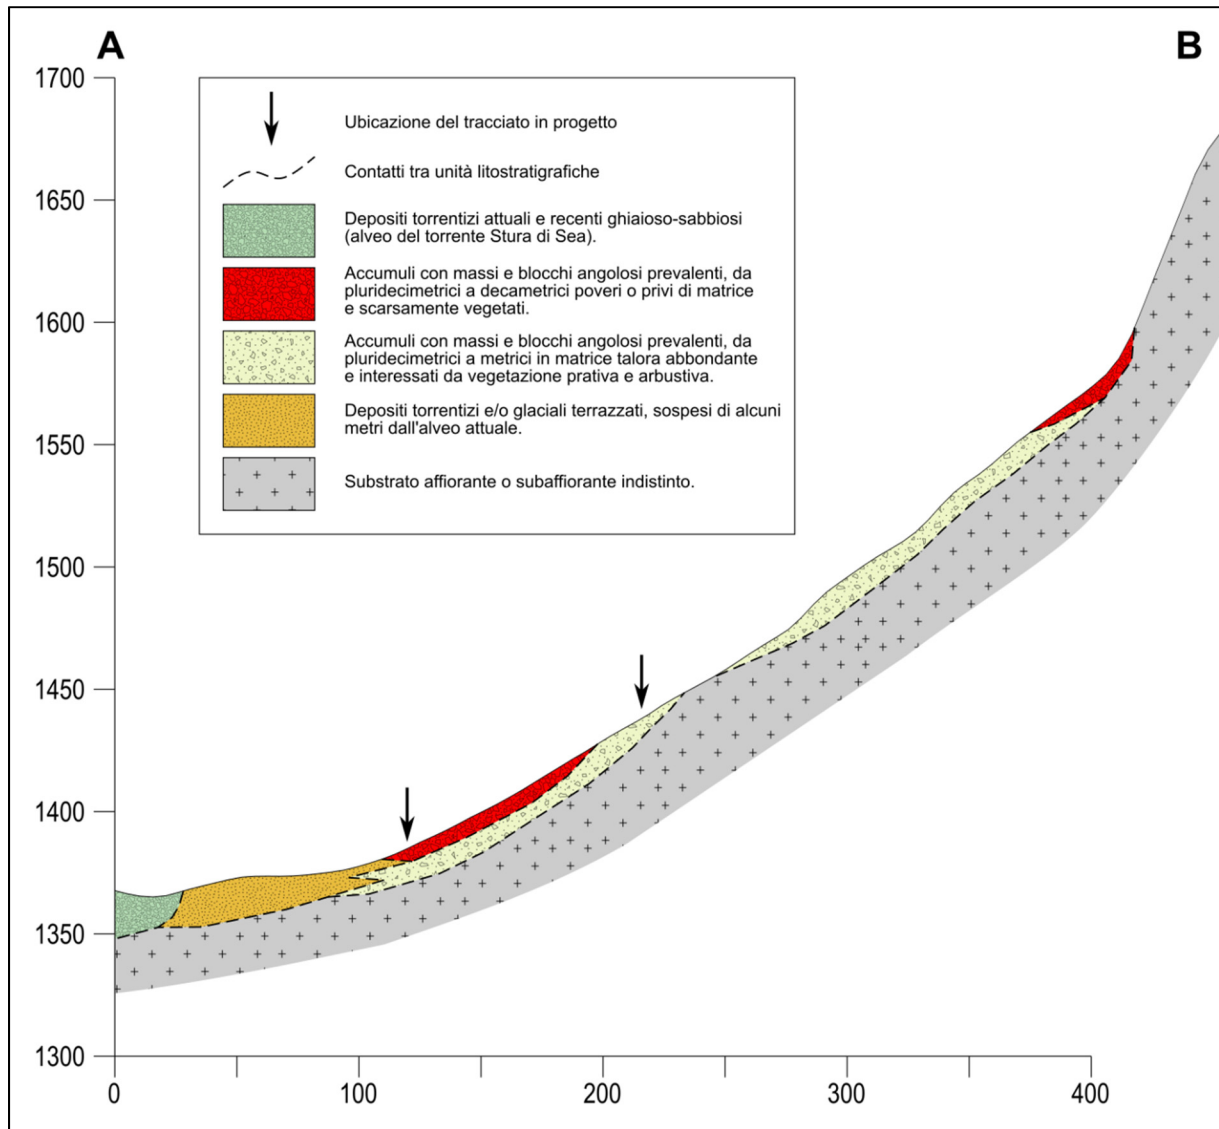 A
B
1700
1650
1600
1550
1500
1450
1400
1350
1300
Ubicazione del tracciato in progetto
Contatti tra unità litostratigrafiche
Depositi torrentizi attuali e recenti ghiaioso-sabbiosi
(alveo del torrente Stura di Sea).
Accumuli con massi e blocchi angolosi prevalenti, da
pluridecimetrici a decametrici poveri o privi di matrice
e scarsamente vegetati.
Accumuli con massi e blocchi angolosi prevalenti, da
pluridecimetrici a metrici in matrice talora abbondante
e interessati da vegetazione prativa e arbustiva.
Depositi torrentizi e/o glaciali terrazzati, sospesi di alcuni
metri dall'alveo attuale.
Substrato affiorante o subaffiorante indistinto.
0
100
200
300
400